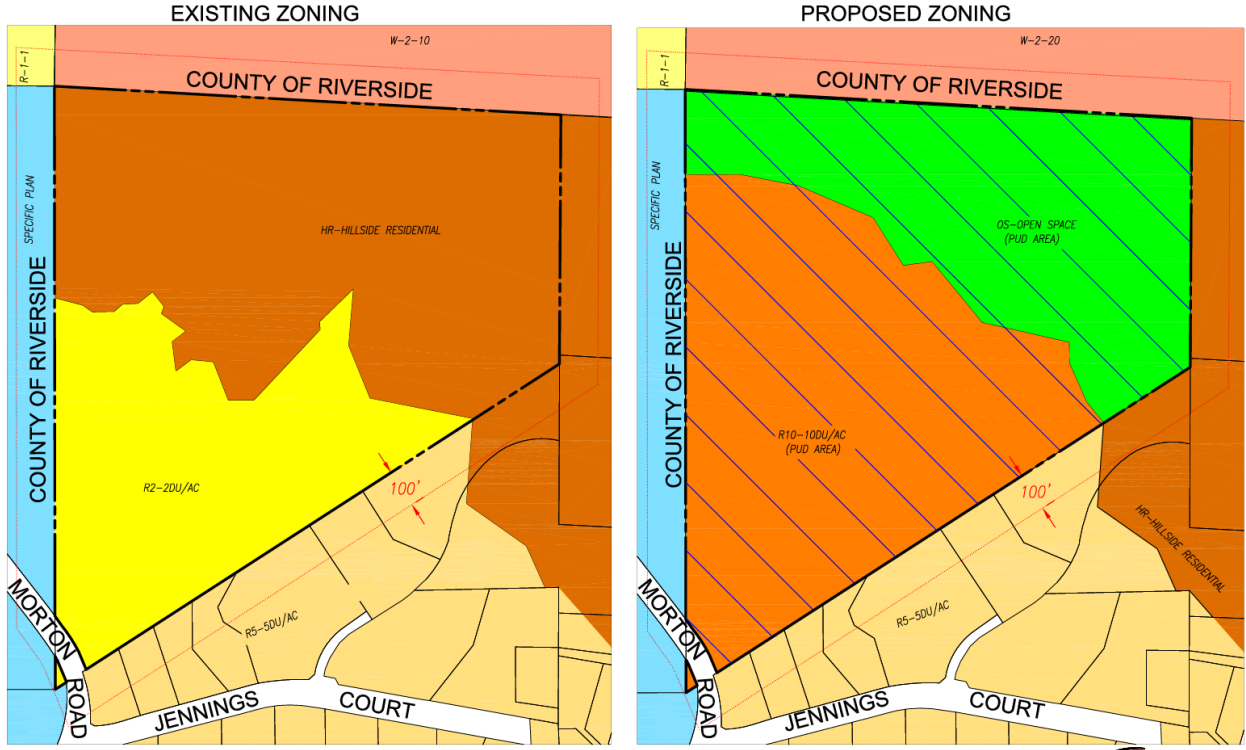 EXISTING ZONING
R-1-1
W-2-10
COUNTY OF RIVERSIDE
SPECIFIC PLAN
COUNTY OF RIVERSIDE
HR-HILLSIDE RESIDENTIAL
R2-2DU/AC
100'
R5-5DU/AC
MORTON
ROAD
JENNINGS
COURT
PROPOSED ZONING
R-1-1
W-2-20
COUNTY OF RIVERSIDE
SPECIFIC PLAN
COUNTY OF RIVERSIDE
OS-OPEN SPACE
(PUD AREA)
R10-10DU/AC
(PUD AREA)
100'
HR-HILLSIDE RESIDENTIAL
R5-5DU/AC
MORTON
ROAD
JENNINGS
COURT